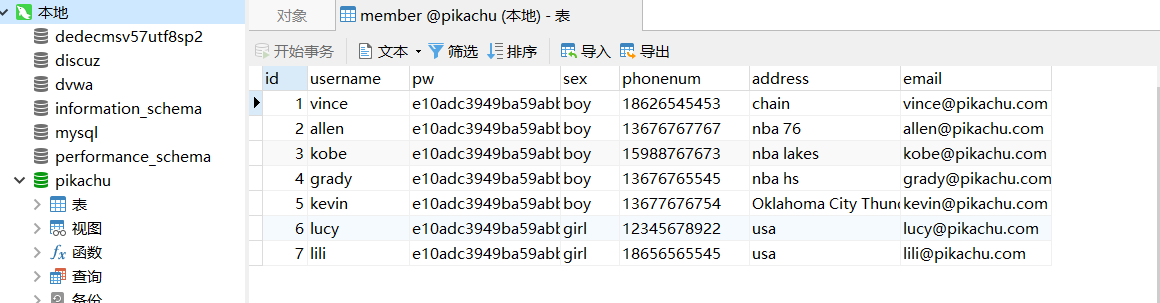 本地
dedecmsv57utf8sp2
discuz
dvwa
information_schema
mysql
performance_schema
pikachu
表
视图
函数
查询
备份
对象 member @pikachu (本地) - 表
开始事务 文本 筛选 排序 导入 导出
id username pw sex phonenum address email
1 vince e10adc3949ba59abb boy 18626545453 chain vince@pikachu.com
2 allen e10adc3949ba59abb boy 13676767767 nba 76 allen@pikachu.com
3 kobe e10adc3949ba59abb boy 15988767673 nba lakes kobe@pikachu.com
4 grady e10adc3949ba59abb boy 13676765545 nba hs grady@pikachu.com
5 kevin e10adc3949ba59abb boy 13677676754 Oklahoma City Thun kevin@pikachu.com
6 lucy e10adc3949ba59abb girl 12345678922 usa lucy@pikachu.com
7 lili e10adc3949ba59abb girl 18656565545 usa lili@pikachu.com